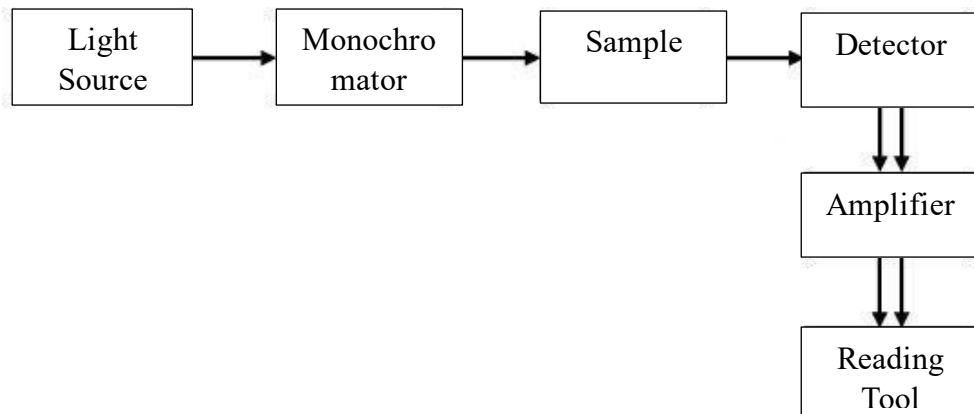 Light
Source
Monochro
mator
Sample
Detector
Amplifier
Reading
Tool